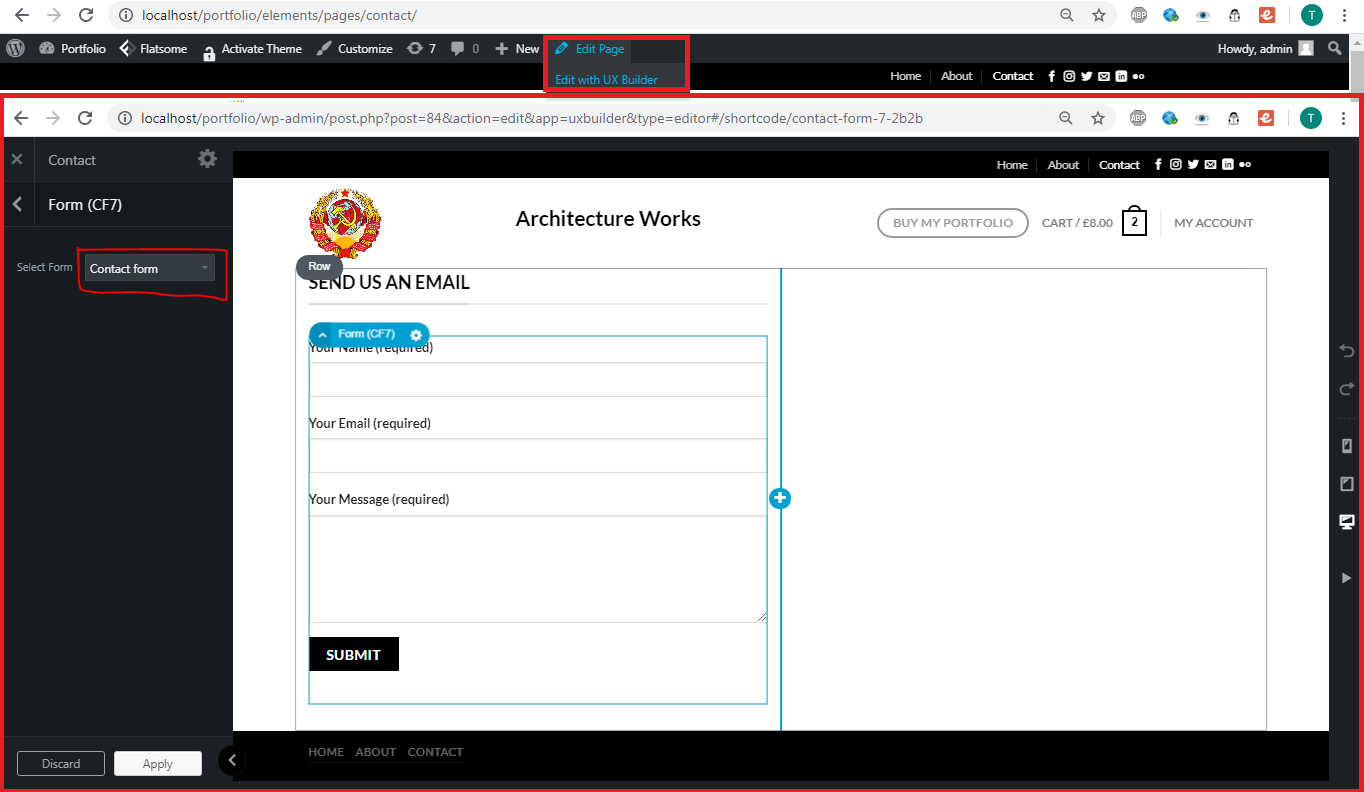 localhost/portfolio/elements/pages/contact/
ABP
T
Portfolio Flatsome Activate Theme Customize 7 0 New Edit Page Howdy, admin
Edit with UX Builder
Home About Contact
localhost/portfolio/wp-admin/post.php?post=84&action=edit&app=uxbuilder&type=editor#/shortcode/contact-form-7-2b2b
ABP
T
Contact
Form (CF7)
Select Form Contact form
Discard Apply
Home About Contact
Architecture Works
BUY MY PORTFOLIO CART / £8.00 2 MY ACCOUNT
Row
SEND US AN EMAIL
Form (CF7)
Your Name (required)
Your Email (required)
Your Message (required)
SUBMIT
HOME ABOUT CONTACT